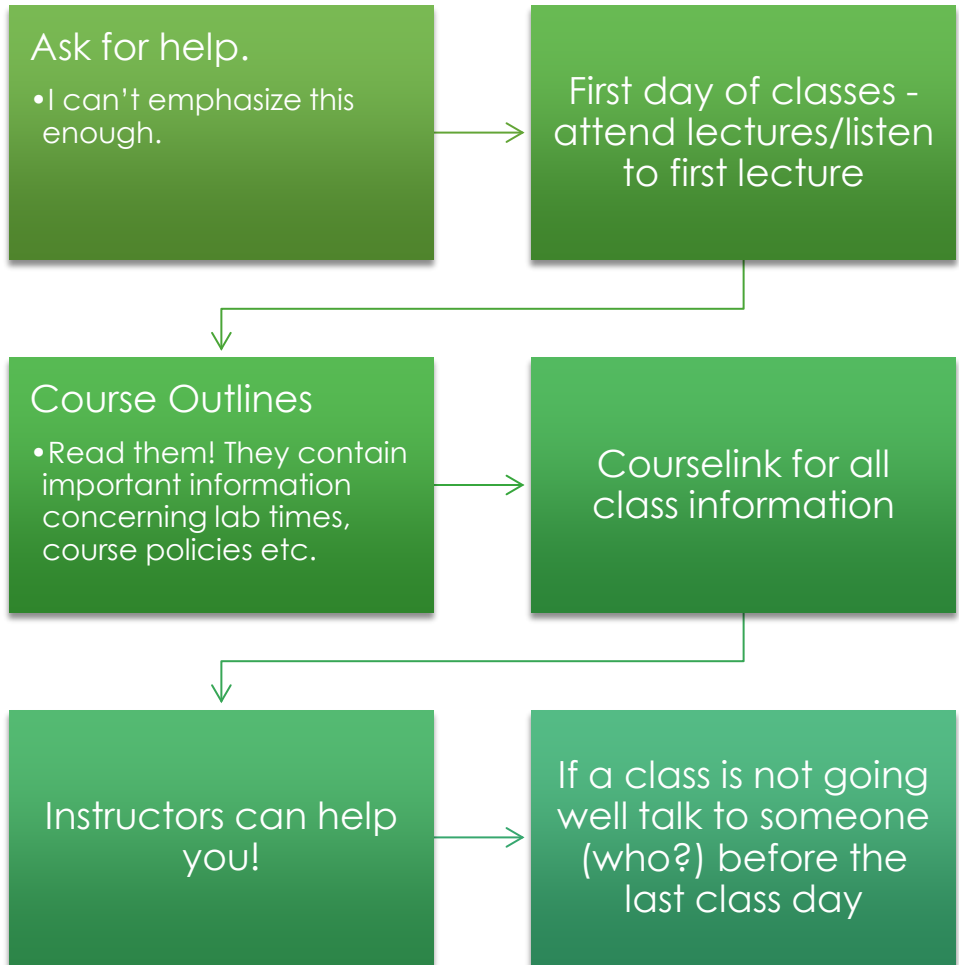 Ask for help.
•I can't emphasize this
enough.
First day of classes -
attend lectures/listen
to first lecture
Course Outlines
•Read them! They contain
important information
concerning lab times,
course policies etc.
Courselink for all
class information
Instructors can help
you!
If a class is not going
well talk to someone
(who?) before the
last class day